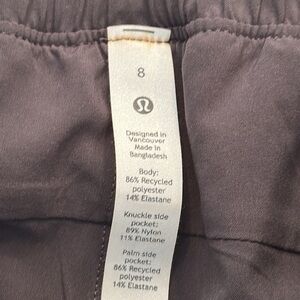 8
Designed in
Vancouver
Made in
Bangladesh
Body:
86% Recycled
polyester
14% Elastane
Knuckle side
pocket:
89% Nylon
11% Elastane
Palm side
pocket:
86% Recycled
polyester
14% Elastane